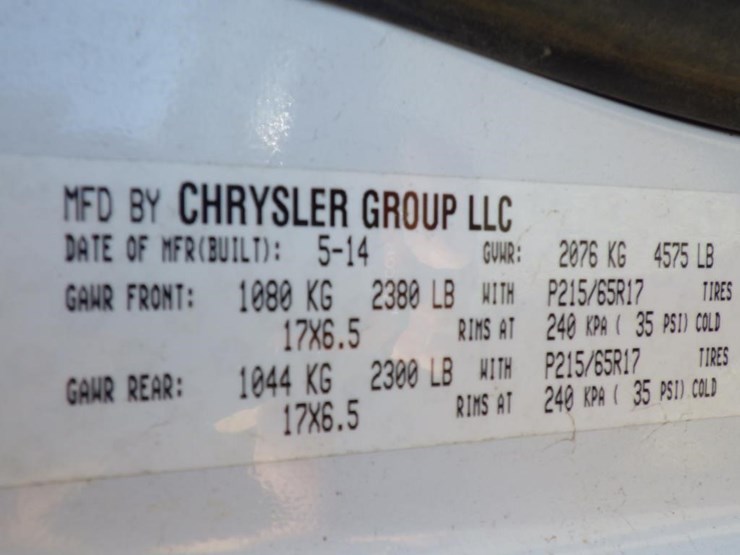 MFD BY CHRYSLER GROUP LLC
DATE OF MFR(BUILT): 5-14 GVWR: 2076 KG 4575 LB
GAWR FRONT: 1080 KG 2380 LB WITH P215/65R17 TIRES
17X6.5 RIMS AT 240 KPA ( 35 PSI) COLD
GAWR REAR: 1044 KG 2300 LB WITH P215/65R17 TIRES
17X6.5 RIMS AT 240 KPA ( 35 PSI) COLD